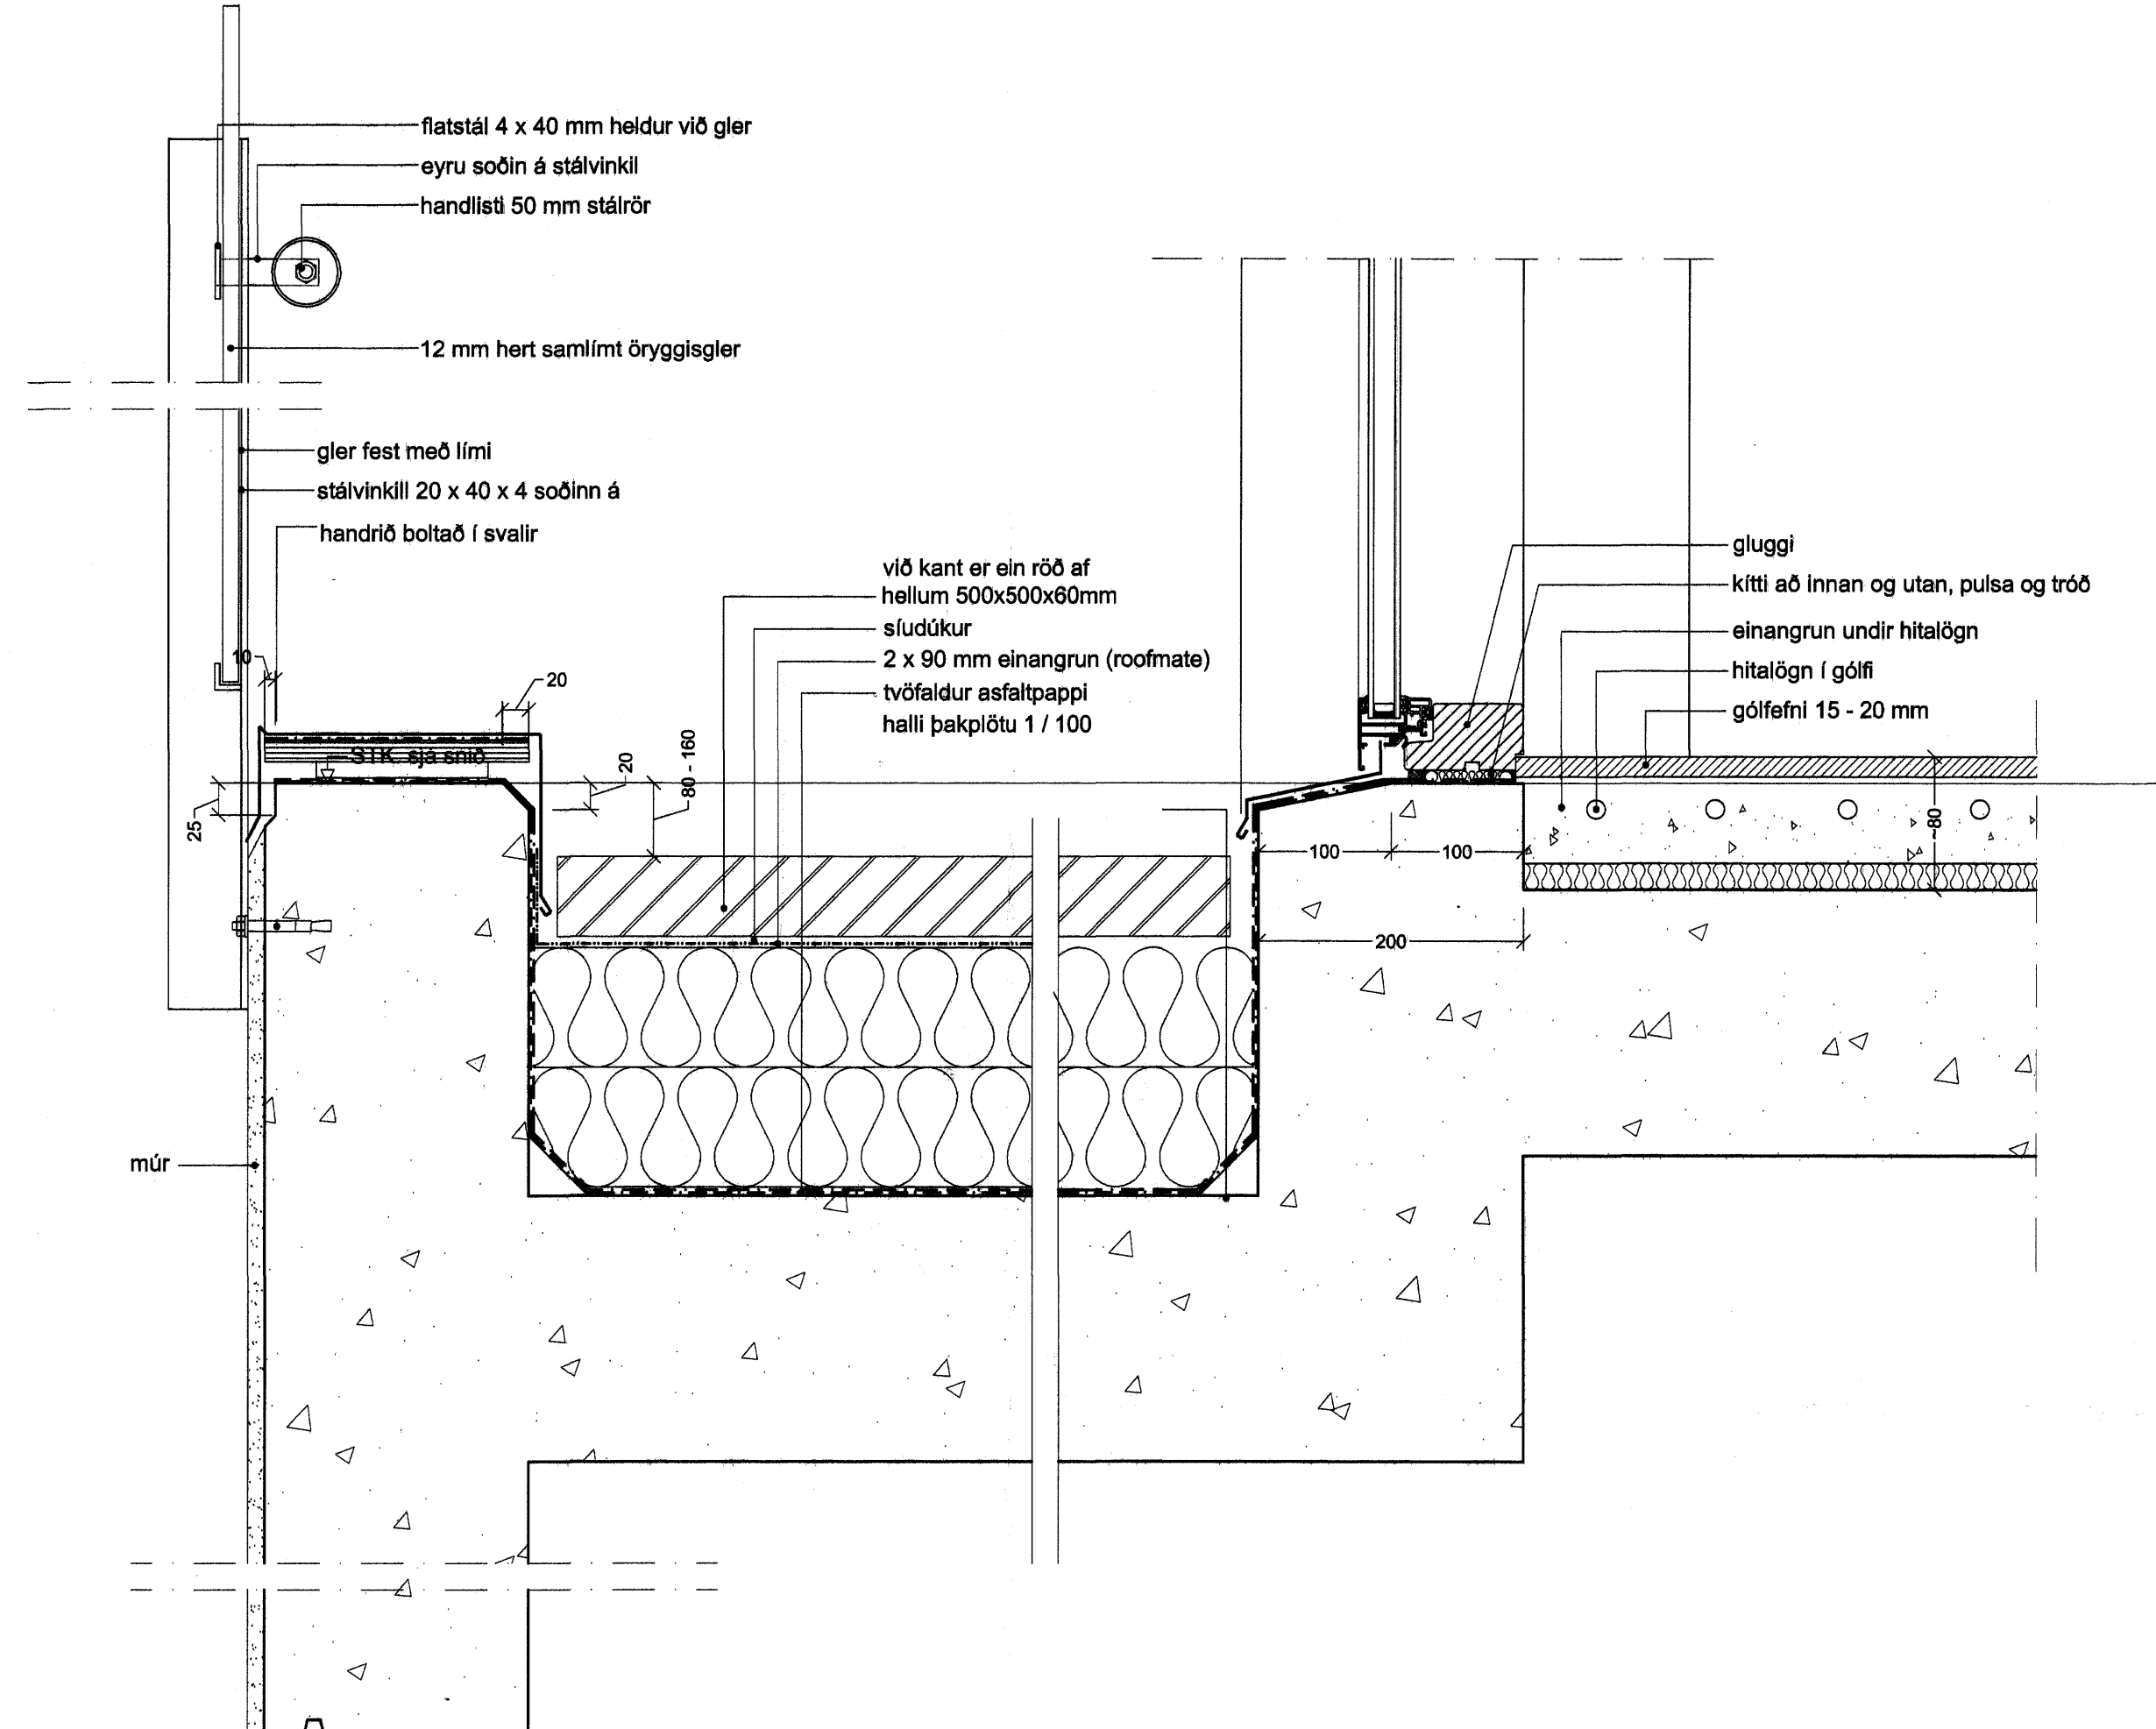 flatstál 4 x 40 mm heldur við gler
eyru soðin á stálvinkil
handlisti 50 mm stálrör
12 mm hert samlímt öryggisgler
gler fest með lími
stálvinkill 20 x 40 x 4 soðinn á
handrið boltað í svalir
við kant er ein röð af
hellum 500x500x60mm
síudúkur
2 x 90 mm einangrun (roofmate)
tvöfaldur asfaltpappi
halli þakplötu 1 / 100
gluggi
kítti að innan og utan, pulsa og tróð
einangrun undir hitalögn
hitalögn í gólfi
gólfefni 15 - 20 mm
10
20
STK. sjá snið
20
80 - 160
25
100
100
~80
200
múr